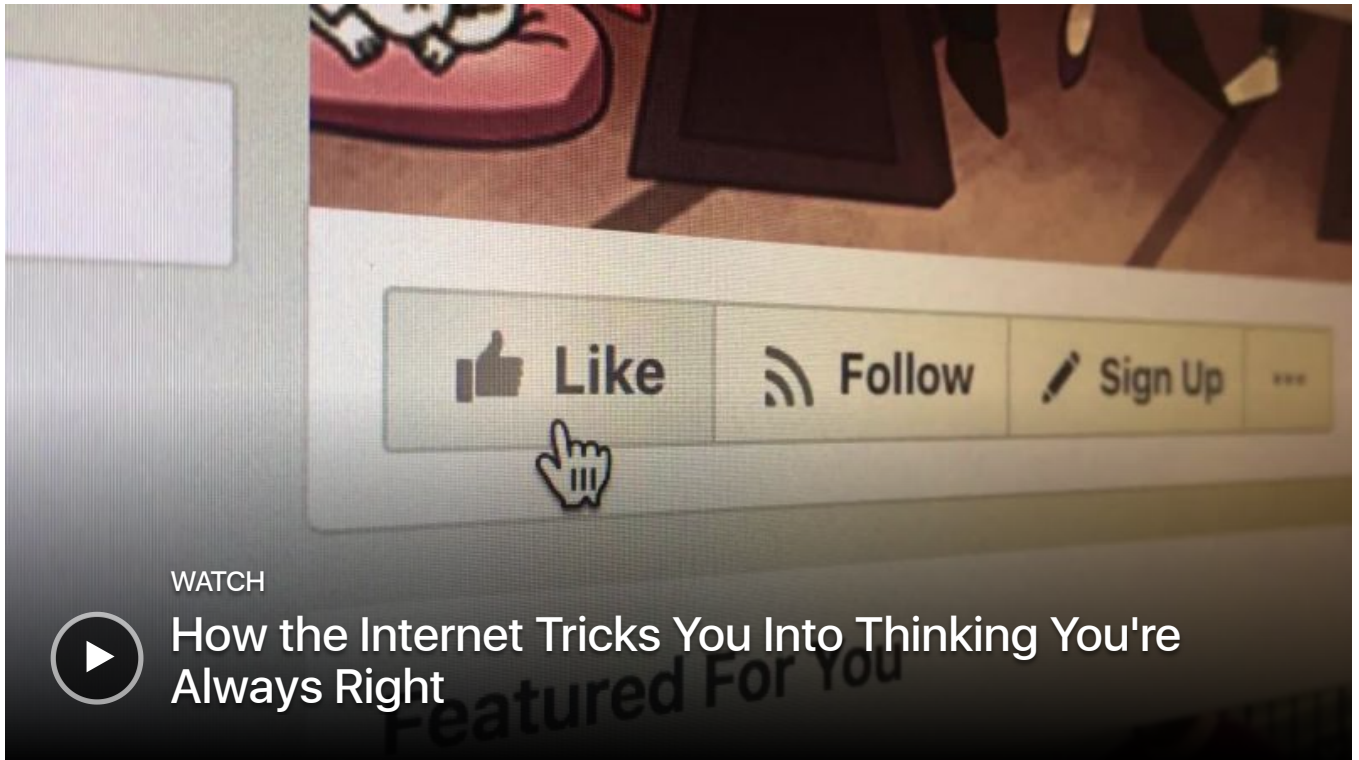 Like
Follow
Sign Up
WATCH
How the Internet Tricks You Into Thinking You're
Always Right
Featured For You